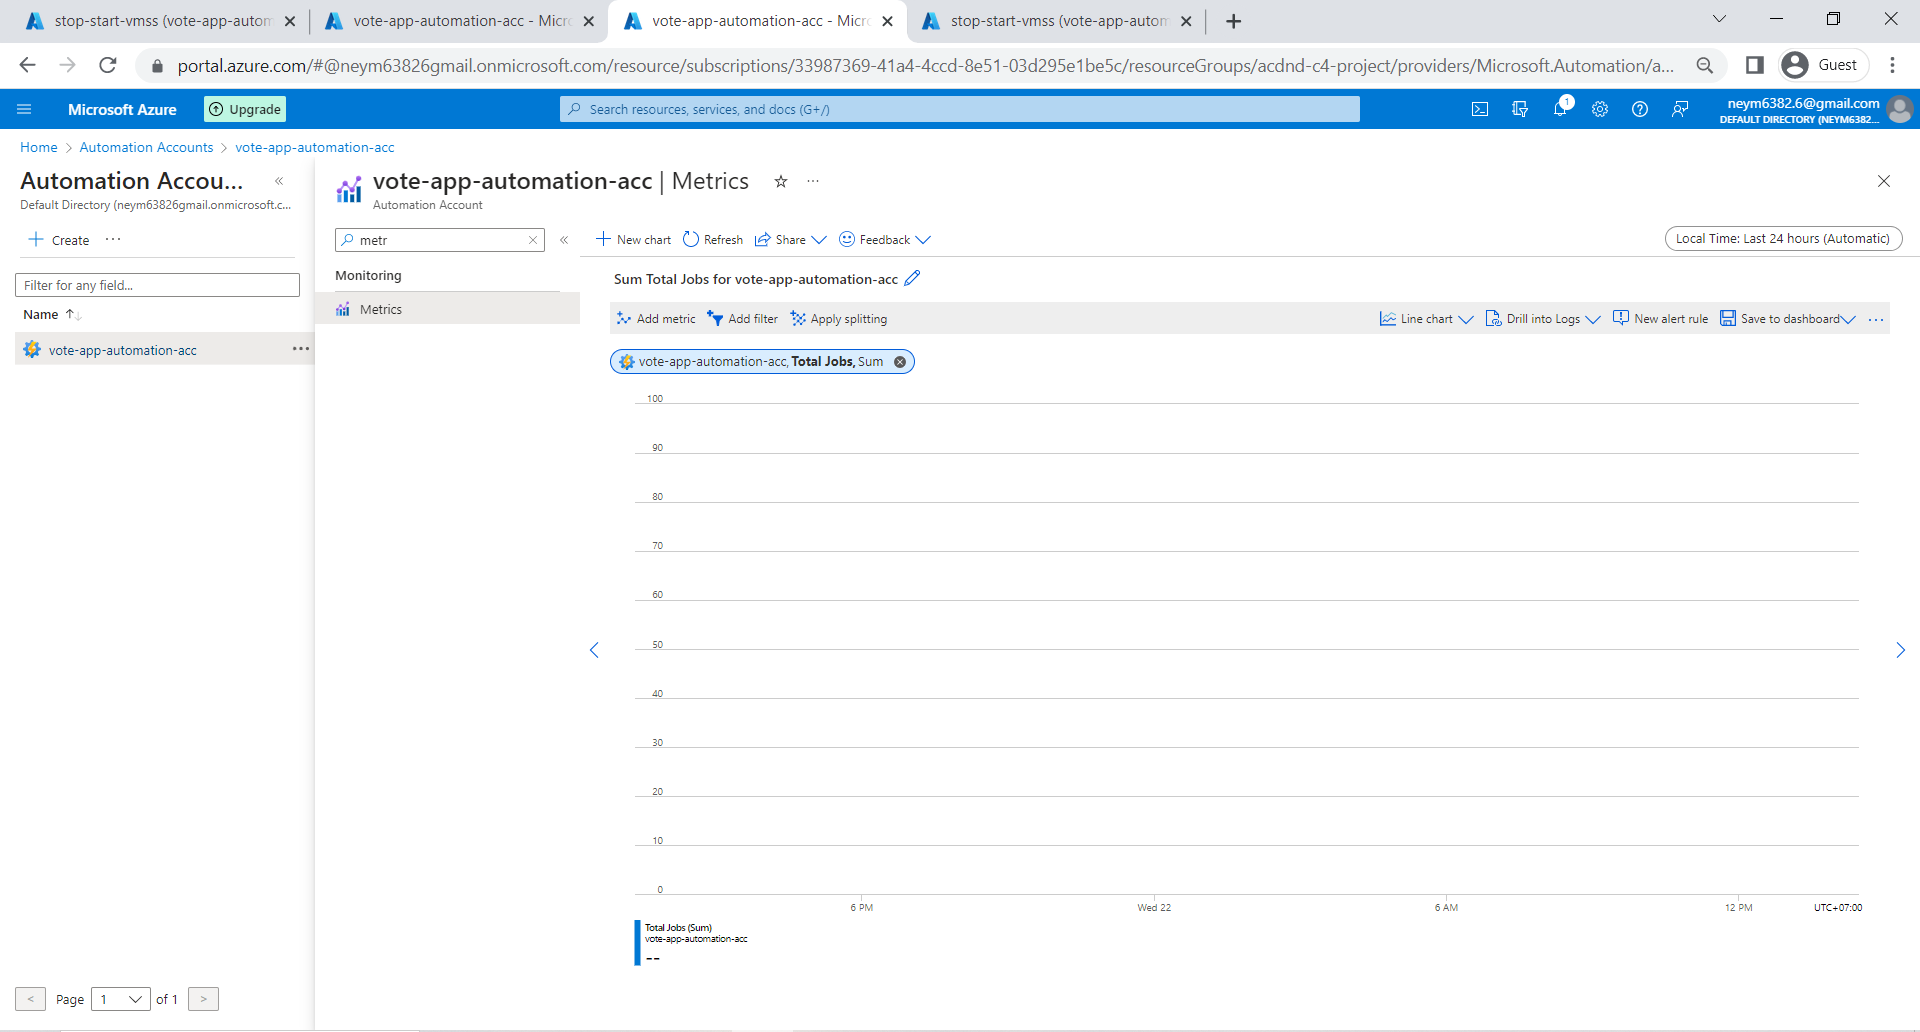 stop-start-vmss (vote-app-autom
vote-app-automation-acc - Micro
vote-app-automation-acc - Micro
stop-start-vmss (vote-app-autom
portal.azure.com/#@neym63826gmail.onmicrosoft.com/resource/subscriptions/33987369-41a4-4ccd-8e51-03d295e1be5c/resourceGroups/acdnd-c4-project/providers/Microsoft.Automation/a...
Guest
Microsoft Azure
Upgrade
Search resources, services, and docs (G+/)
1
neym6382.6@gmail.com
DEFAULT DIRECTORY (NEYM6382...
Home > Automation Accounts > vote-app-automation-acc
Automation Accou...
Default Directory (neym63826gmail.onmicrosoft.c...
Create
Filter for any field...
Name
vote-app-automation-acc
Page 1 of 1
vote-app-automation-acc | Metrics
Automation Account
metr
Monitoring
Metrics
New chart
Refresh
Share
Feedback
Local Time: Last 24 hours (Automatic)
Sum Total Jobs for vote-app-automation-acc
Add metric
Add filter
Apply splitting
Line chart
Drill into Logs
New alert rule
Save to dashboard
vote-app-automation-acc, Total Jobs, Sum
100
90
80
70
60
50
40
30
20
10
0
6 PM
Wed 22
6 AM
12 PM
UTC+07:00
Total Jobs (Sum)
vote-app-automation-acc
--